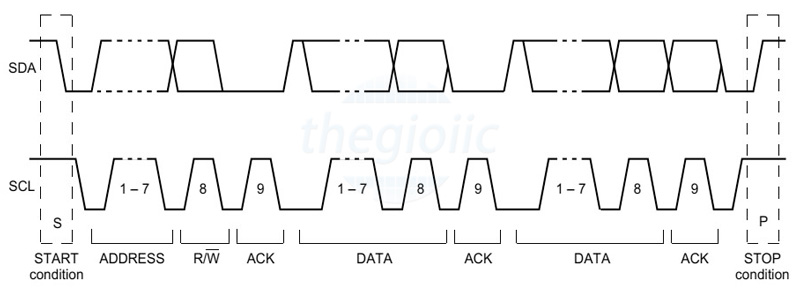 SDA
thegioiic
SCL
1 – 7 8 9 1 – 7 8 9 1 – 7 8 9
S P
START condition ADDRESS R/W̅ ACK DATA ACK DATA ACK STOP condition